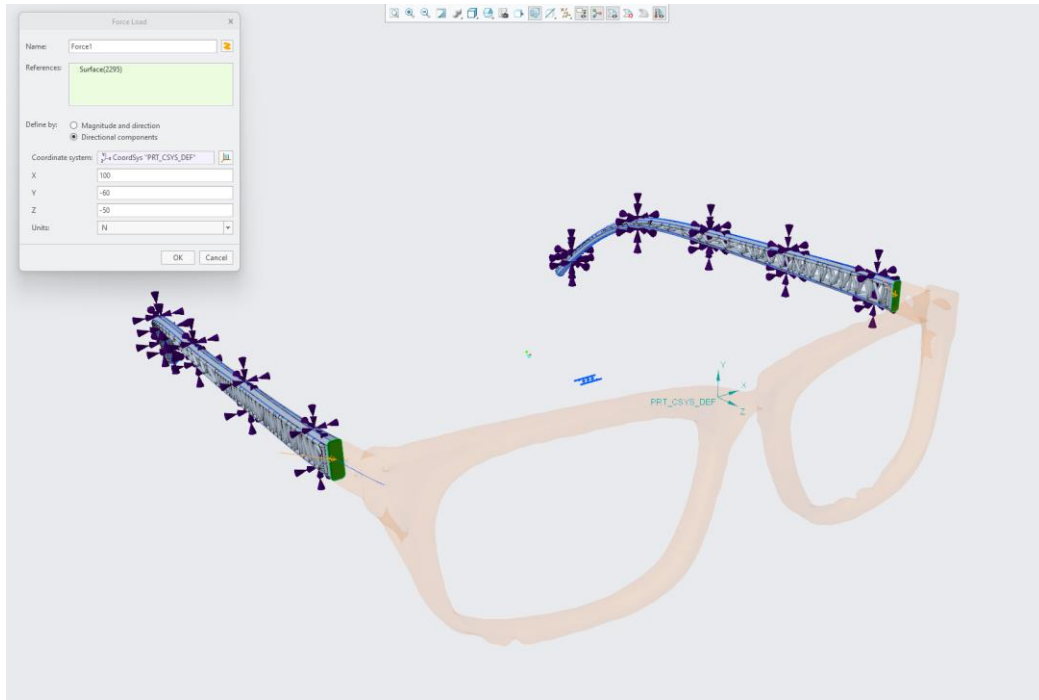 Force Load
Name: Force1
References: Surface(2295)
Define by: Magnitude and direction
Directional components
Coordinate system: CoordSys "PRT_CSYS_DEF"
X 100
Y -60
Z -50
Units: N
OK Cancel
Y
X
PRT_CSYS_DEF
Z